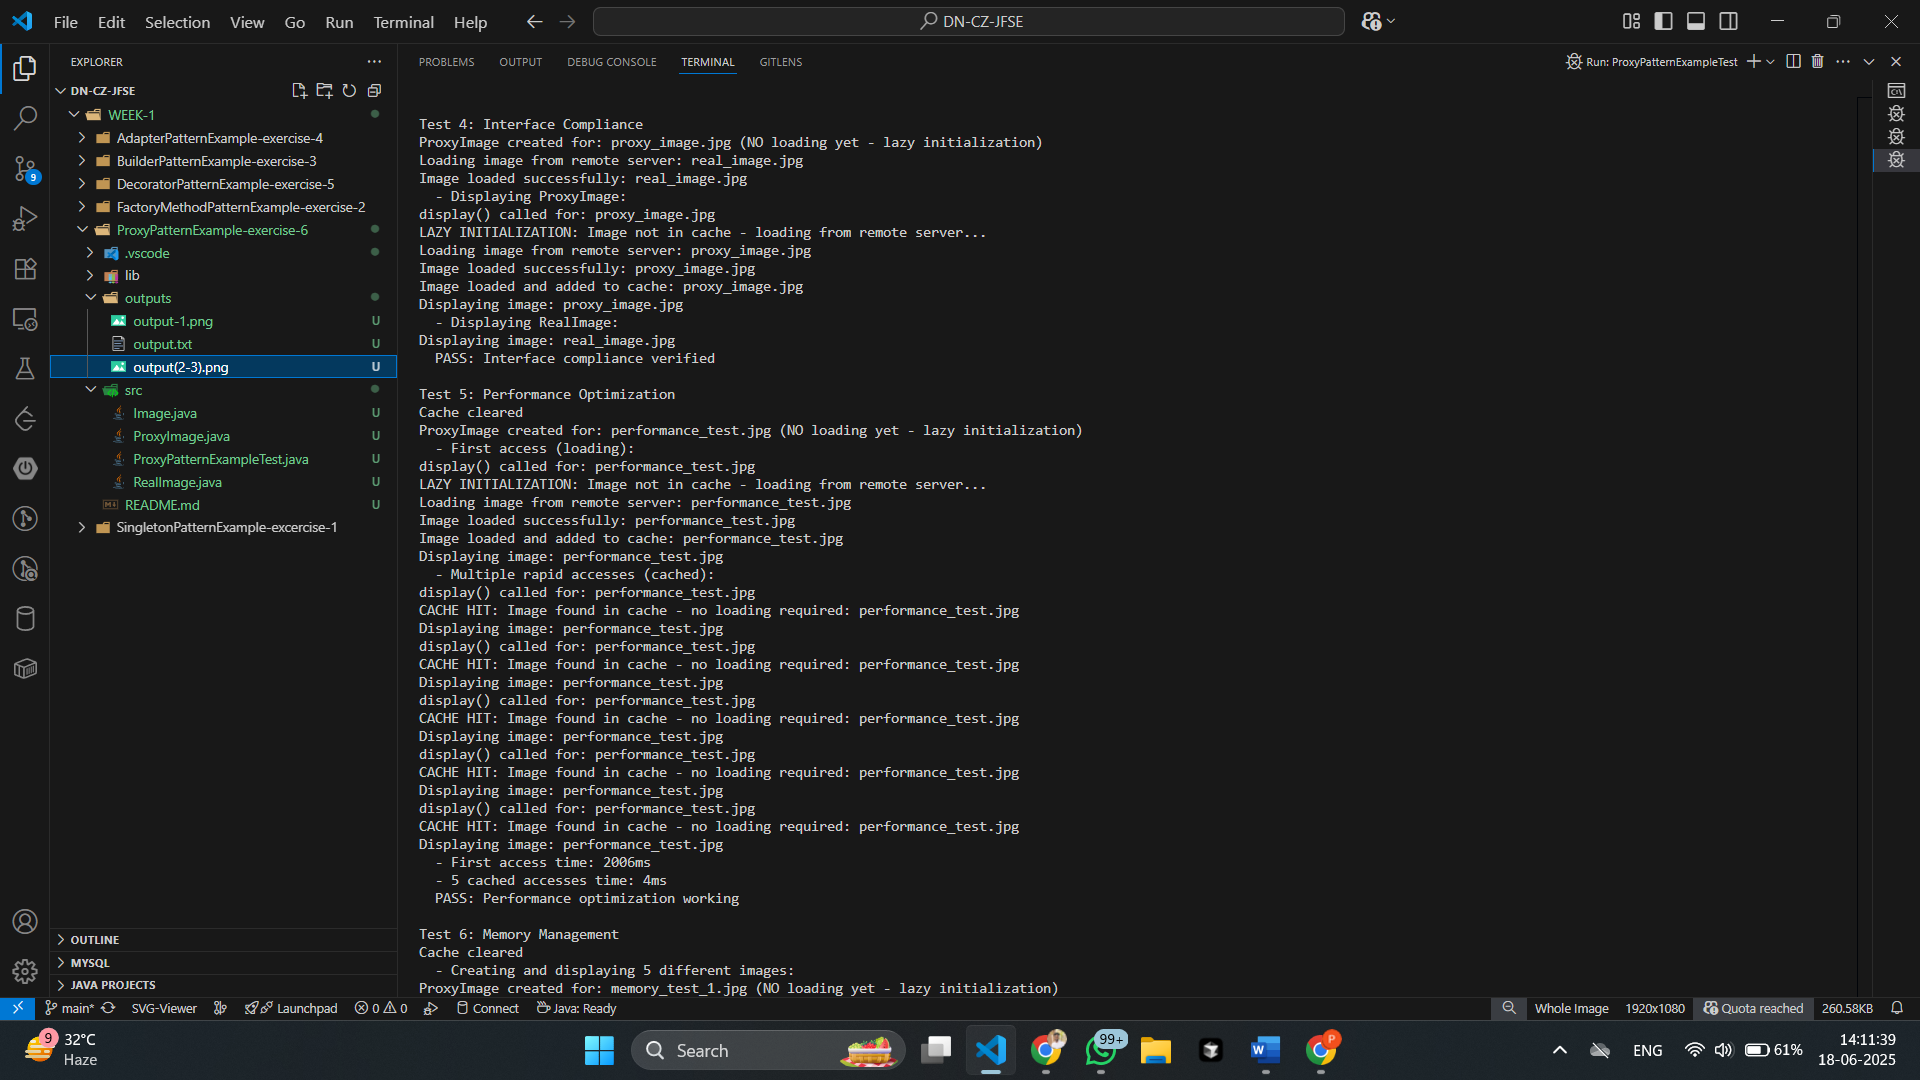 File Edit Selection View Go Run Terminal Help
DN-CZ-JFSE
EXPLORER
DN-CZ-JFSE
WEEK-1
AdapterPatternExample-exercise-4
BuilderPatternExample-exercise-3
DecoratorPatternExample-exercise-5
FactoryMethodPatternExample-exercise-2
ProxyPatternExample-exercise-6
.vscode
lib
outputs
output-1.png U
output.txt U
output(2-3).png U
src
Image.java U
ProxyImage.java U
ProxyPatternExampleTest.java U
RealImage.java U
README.md U
SingletonPatternExample-excercise-1
OUTLINE
MYSQL
JAVA PROJECTS
9
PROBLEMS OUTPUT DEBUG CONSOLE TERMINAL GITLENS
Run: ProxyPatternExampleTest
Test 4: Interface Compliance
ProxyImage created for: proxy_image.jpg (NO loading yet - lazy initialization)
Loading image from remote server: real_image.jpg
Image loaded successfully: real_image.jpg
- Displaying ProxyImage:
display() called for: proxy_image.jpg
LAZY INITIALIZATION: Image not in cache - loading from remote server...
Loading image from remote server: proxy_image.jpg
Image loaded successfully: proxy_image.jpg
Image loaded and added to cache: proxy_image.jpg
Displaying image: proxy_image.jpg
- Displaying RealImage:
Displaying image: real_image.jpg
PASS: Interface compliance verified
Test 5: Performance Optimization
Cache cleared
ProxyImage created for: performance_test.jpg (NO loading yet - lazy initialization)
- First access (loading):
display() called for: performance_test.jpg
LAZY INITIALIZATION: Image not in cache - loading from remote server...
Loading image from remote server: performance_test.jpg
Image loaded successfully: performance_test.jpg
Image loaded and added to cache: performance_test.jpg
Displaying image: performance_test.jpg
- Multiple rapid accesses (cached):
display() called for: performance_test.jpg
CACHE HIT: Image found in cache - no loading required: performance_test.jpg
Displaying image: performance_test.jpg
display() called for: performance_test.jpg
CACHE HIT: Image found in cache - no loading required: performance_test.jpg
Displaying image: performance_test.jpg
display() called for: performance_test.jpg
CACHE HIT: Image found in cache - no loading required: performance_test.jpg
Displaying image: performance_test.jpg
display() called for: performance_test.jpg
CACHE HIT: Image found in cache - no loading required: performance_test.jpg
Displaying image: performance_test.jpg
display() called for: performance_test.jpg
CACHE HIT: Image found in cache - no loading required: performance_test.jpg
Displaying image: performance_test.jpg
- First access time: 2006ms
- 5 cached accesses time: 4ms
PASS: Performance optimization working
Test 6: Memory Management
Cache cleared
- Creating and displaying 5 different images:
ProxyImage created for: memory_test_1.jpg (NO loading yet - lazy initialization)
main* SVG-Viewer Launchpad 0 0 Connect Java: Ready Whole Image 1920x1080 Quota reached 260.58KB
9 32°C
Haze
Search
99+
P
ENG
61%
14:11:39
18-06-2025